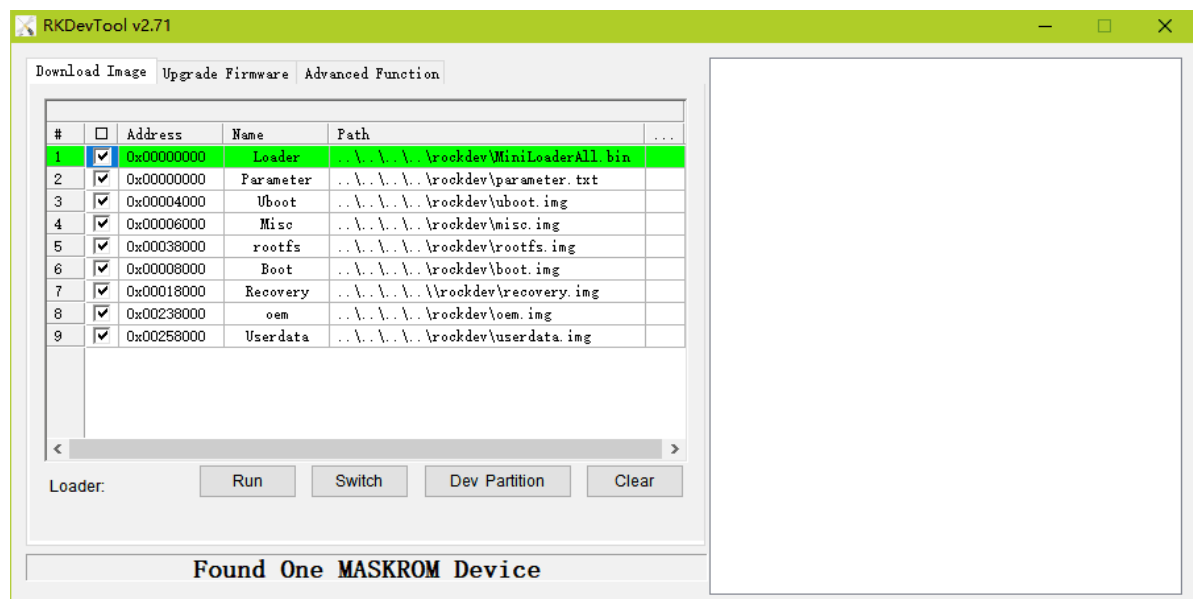 RKDevTool v2.71
Download Image Upgrade Firmware Advanced Function
# Address Name Path ...
1 0x00000000 Loader ..\..\..\..\rockdev\MiniLoaderAll.bin
2 0x00000000 Parameter ..\..\..\..\rockdev\parameter.txt
3 0x00004000 Uboot ..\..\..\..\rockdev\uboot.img
4 0x00006000 Misc ..\..\..\..\rockdev\misc.img
5 0x00038000 rootfs ..\..\..\..\rockdev\rootfs.img
6 0x00008000 Boot ..\..\..\..\rockdev\boot.img
7 0x00018000 Recovery ..\..\..\..\\rockdev\recovery.img
8 0x00238000 oem ..\..\..\..\rockdev\oem.img
9 0x00258000 Userdata ..\..\..\..\rockdev\userdata.img
Loader: Run Switch Dev Partition Clear
Found One MASKROM Device